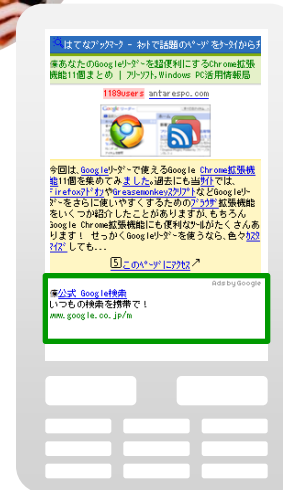 はてなブックマーク - ネットで話題のページをケータイからチ
あなたのGoogleリーダーを超便利にするChrome拡張
機能11個まとめ | フリーソフト,Windows PC活用情報局
1189users antarespc.com
今回は、Googleリーダーで使えるGoogle Chrome拡張機
能11個を集めてみました。過去にも当サイトでは、
FirefoxアドオンやGreasemonkeyスクリプトなどGoogleリー
ダーをさらに使いやすくするためのブラウザ拡張機能
をいくつか紹介したことがありますが、もちろん
Google Chrome拡張機能にも便利なツールがたくさんあ
ります! せっかくGoogleリーダーを使うなら、色々カスタ
マイズしても...
5このページにアクセス
Ads by Google
公式 Google検索
いつもの検索を携帯で!
www.google.co.jp/m